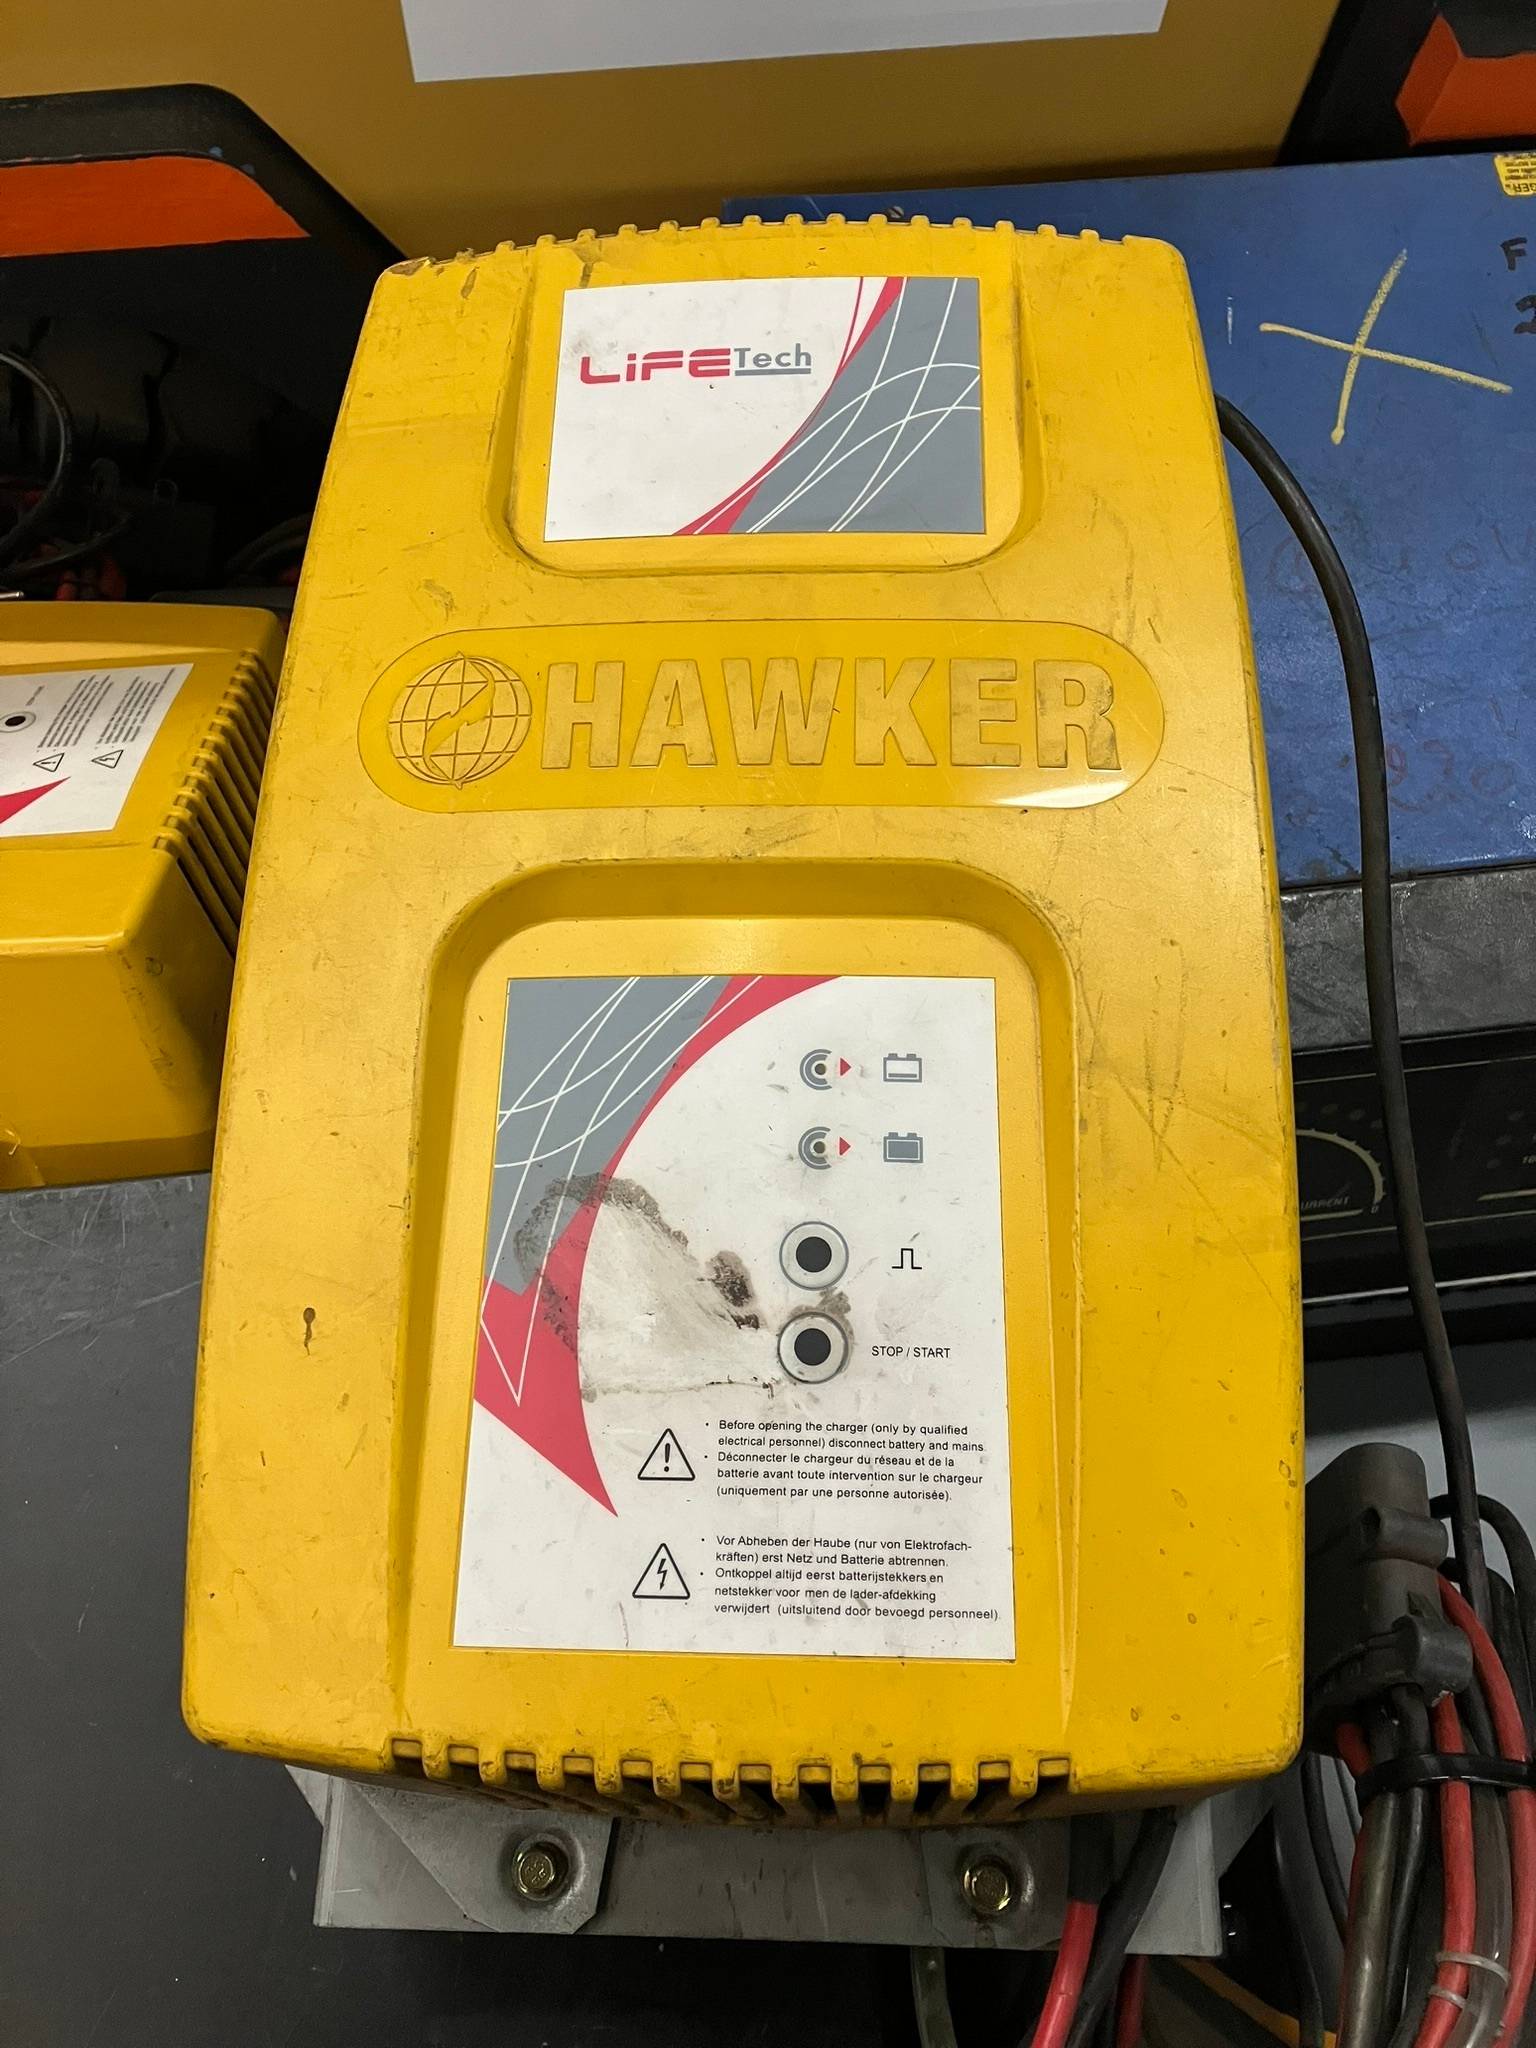 LiFETech
HAWKER
STOP / START
• Before opening the charger (only by qualified
electrical personnel) disconnect battery and mains
• Déconnecter le chargeur du réseau et de la
batterie avant toute intervention sur le chargeur
(uniquement par une personne autorisée).
• Vor Abheben der Haube (nur von Elektrofach-
kräften) erst Netz und Batterie abtrennen.
• Ontkoppel altijd eerst batterijstekkers en
netstekker voor men de lader-afdekking
verwijdert (uitsluitend door bevoegd personneel)